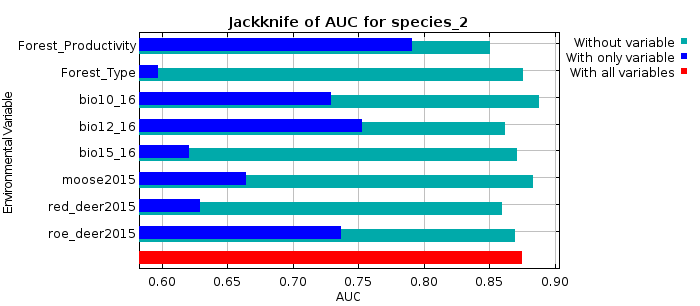 Jackknife of AUC for species_2
Environmental Variable
Forest_Productivity
Forest_Type
bio10_16
bio12_16
bio15_16
moose2015
red_deer2015
roe_deer2015
0.60 0.65 0.70 0.75 0.80 0.85 0.90
AUC
Without variable
With only variable
With all variables